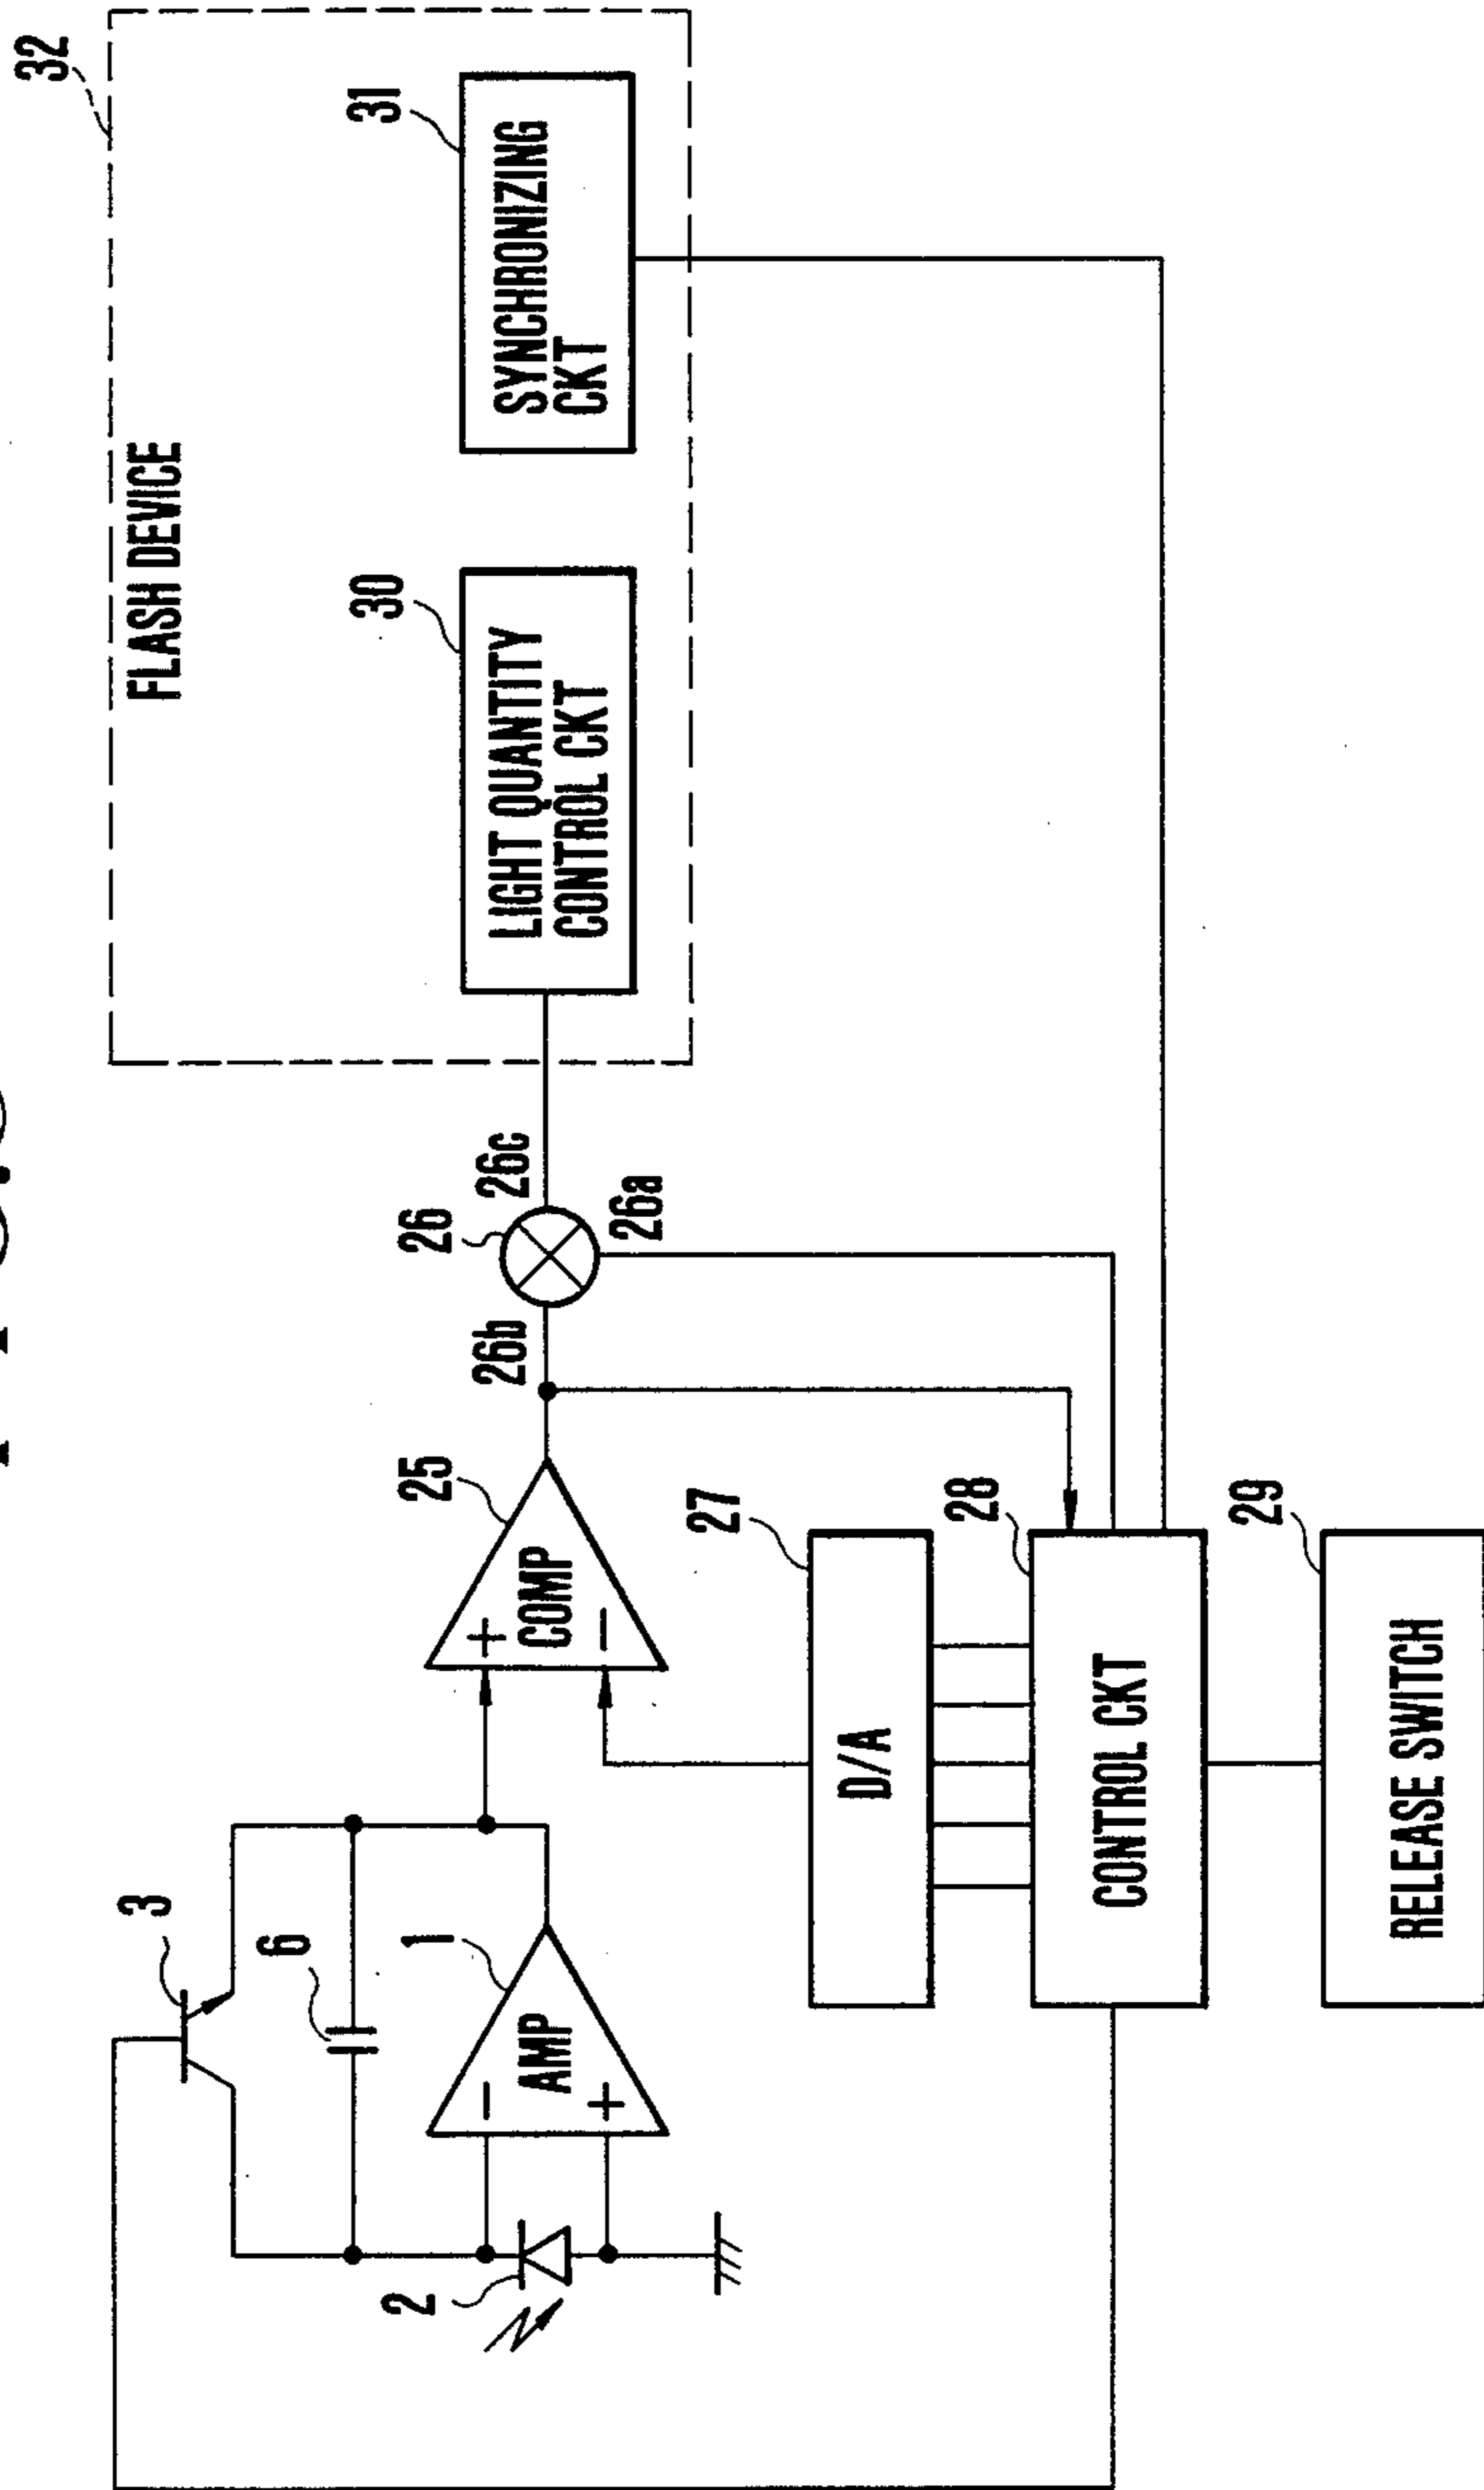 32
FLASH DEVICE
30
31
LIGHT QUANTITY
CONTROL CKT
SYNCHRONIZING
CKT
3
6
1
AMP
−
+
2
25
COMP
+
−
26
26b
26c
26a
27
D/A
28
CONTROL CKT
29
RELEASE SWITCH